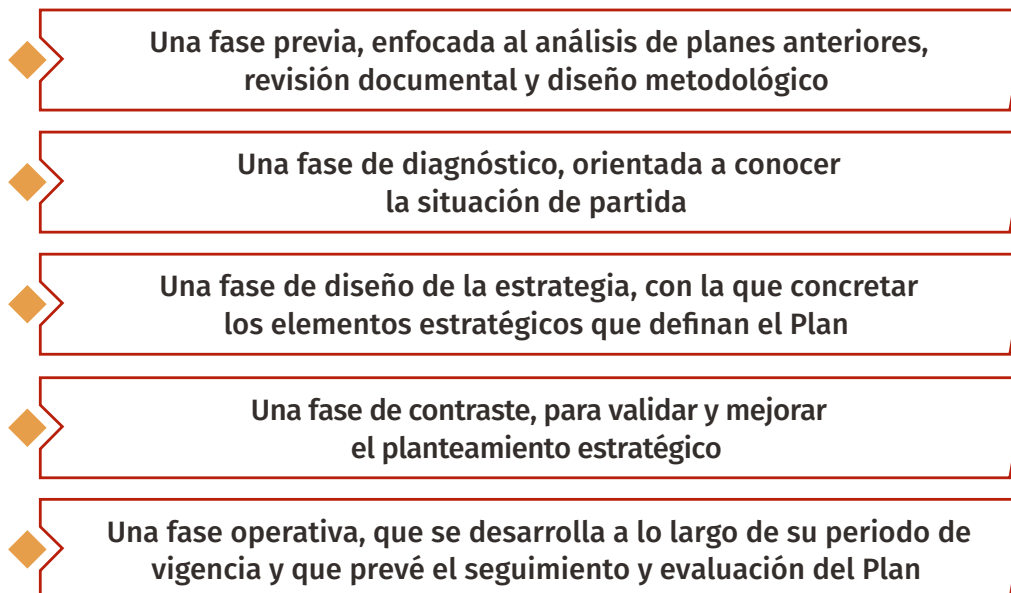 Una fase previa, enfocada al análisis de planes anteriores,
revisión documental y diseño metodológico
Una fase de diagnóstico, orientada a conocer
la situación de partida
Una fase de diseño de la estrategia, con la que concretar
los elementos estratégicos que definan el Plan
Una fase de contraste, para validar y mejorar
el planteamiento estratégico
Una fase operativa, que se desarrolla a lo largo de su periodo de
vigencia y que prevé el seguimiento y evaluación del Plan